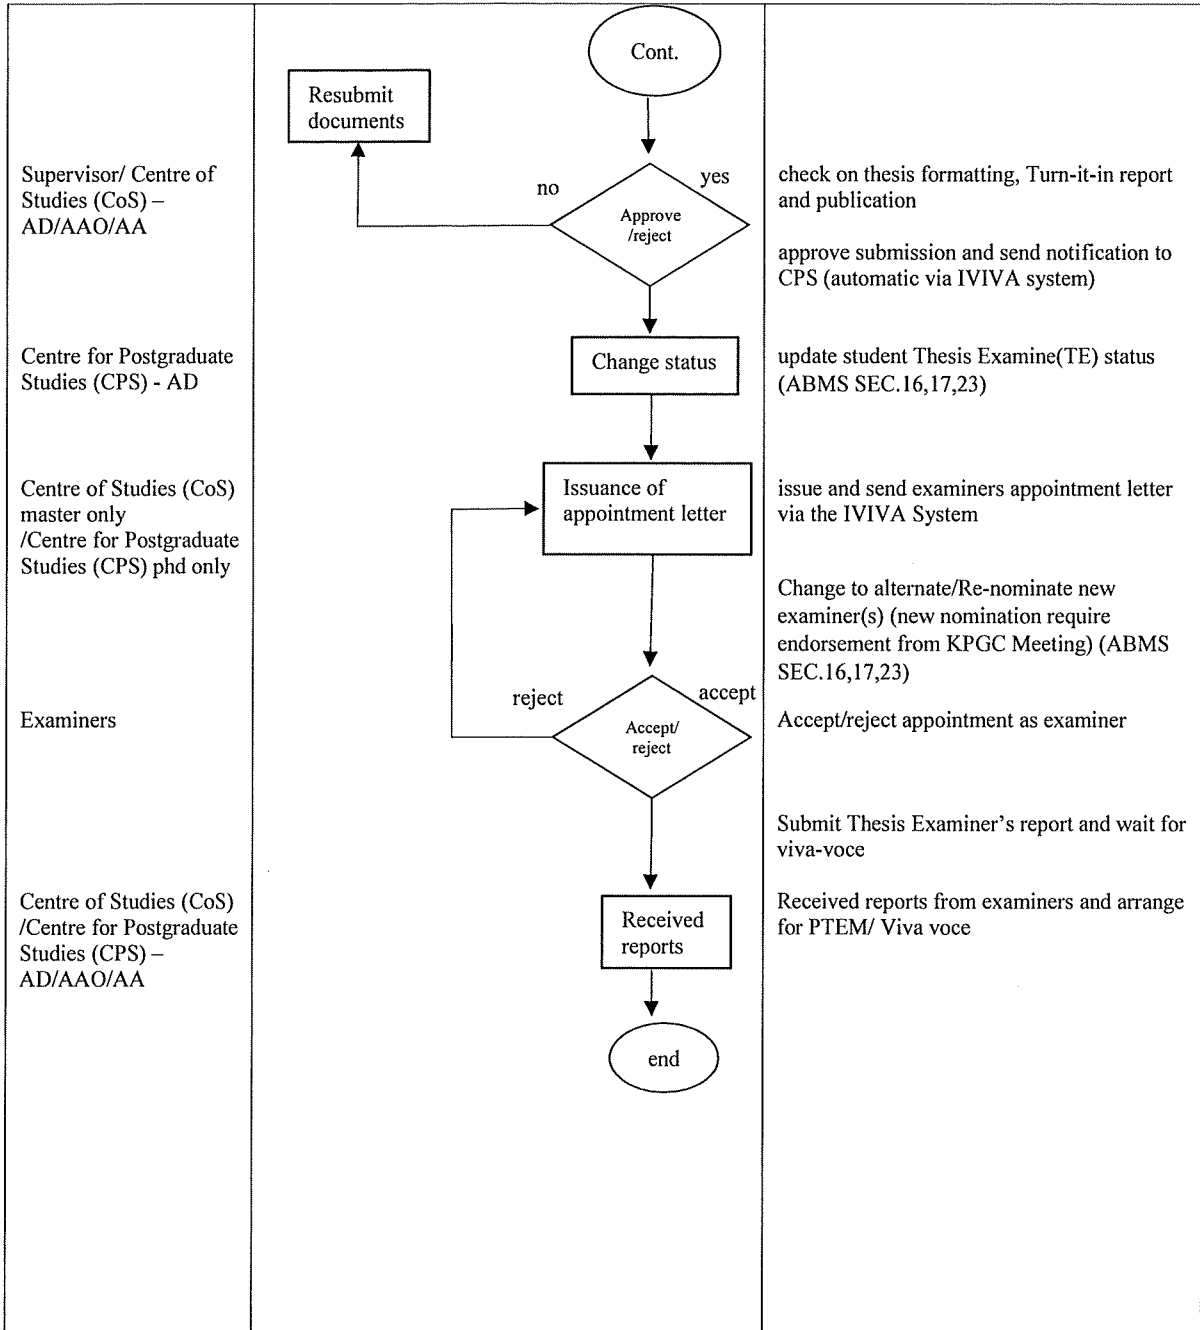 Cont.
Resubmit
documents
Supervisor/ Centre of
Studies (CoS) –
AD/AAO/AA
no
yes
Approve
/reject
check on thesis formatting, Turn-it-in report
and publication
approve submission and send notification to
CPS (automatic via IVIVA system)
Centre for Postgraduate
Studies (CPS) - AD
Change status
update student Thesis Examine(TE) status
(ABMS SEC.16,17,23)
Centre of Studies (CoS)
master only
/Centre for Postgraduate
Studies (CPS) phd only
Issuance of
appointment letter
issue and send examiners appointment letter
via the IVIVA System
Change to alternate/Re-nominate new
examiner(s) (new nomination require
endorsement from KPGC Meeting) (ABMS
SEC.16,17,23)
reject
accept
Examiners
Accept/
reject
Accept/reject appointment as examiner
Submit Thesis Examiner's report and wait for
viva-voce
Centre of Studies (CoS)
/Centre for Postgraduate
Studies (CPS) –
AD/AAO/AA
Received
reports
Received reports from examiners and arrange
for PTEM/ Viva voce
end